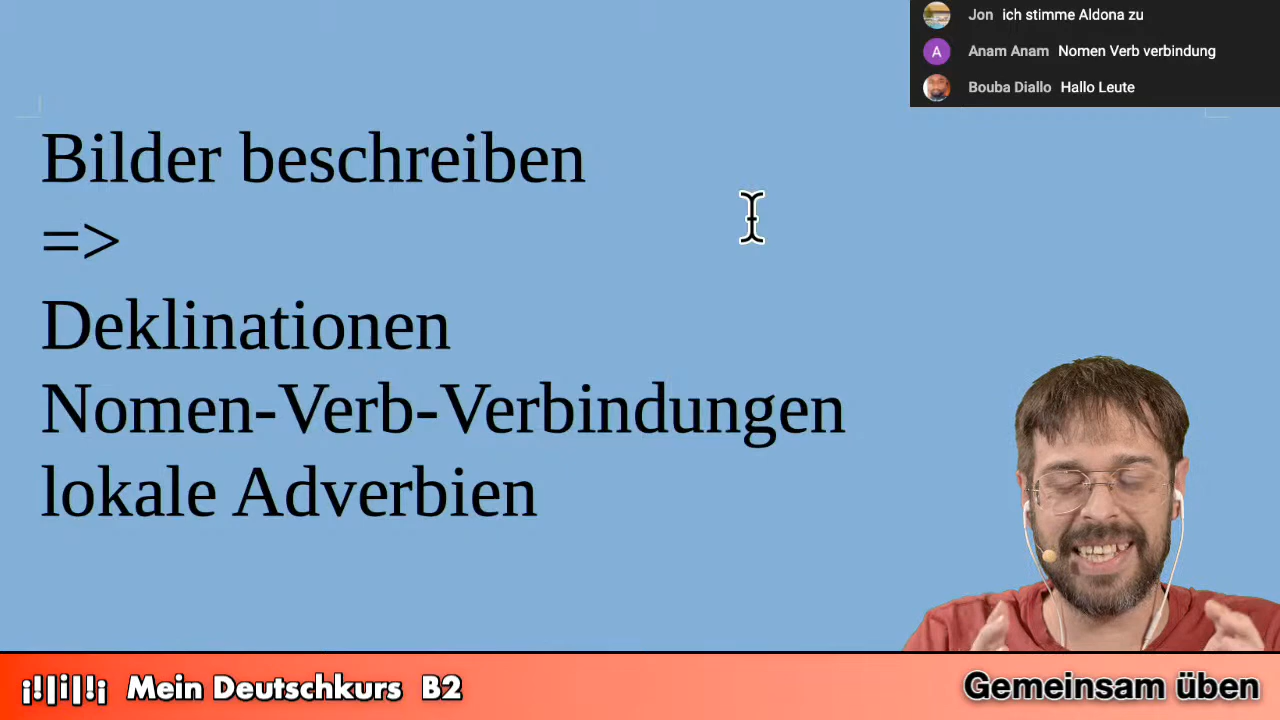 Jon ich stimme Aldona zu
A Anam Anam Nomen Verb verbindung
Bouba Diallo Hallo Leute
Bilder beschreiben
=>
Deklinationen
Nomen-Verb-Verbindungen
lokale Adverbien
Mein Deutschkurs B2
Gemeinsam üben